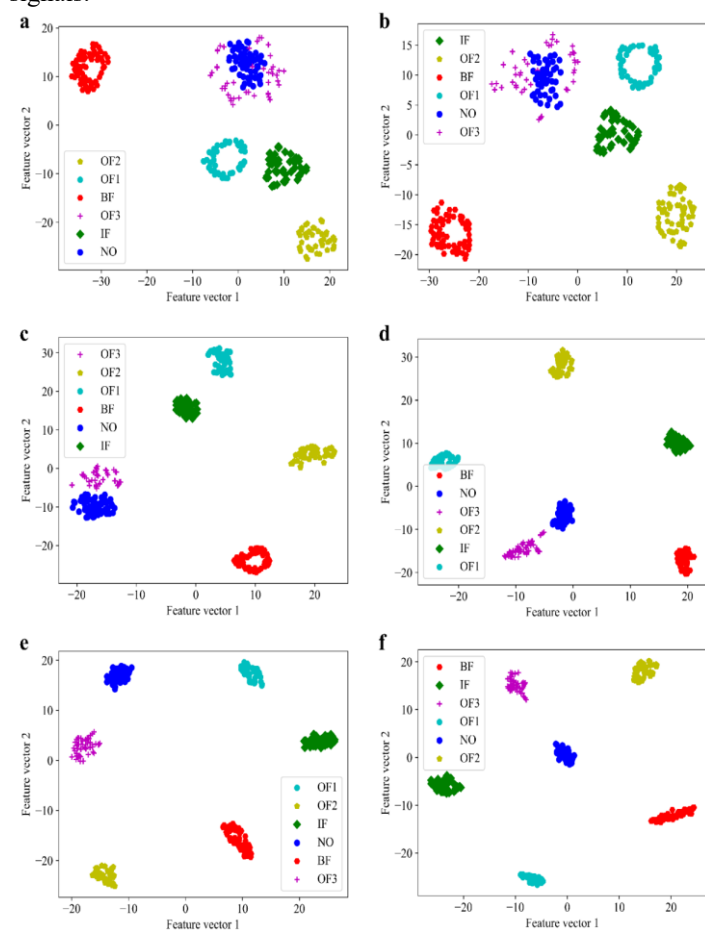 signals.
a
20
10
0
−10
−20
Feature vector 2
OF2
OF1
BF
OF3
IF
NO
−30 −20 −10 0 10 20
Feature vector 1
b
15
10
5
0
−5
−10
−15
−20
Feature vector 2
IF
OF2
BF
OF1
NO
OF3
−30 −20 −10 0 10 20
Feature vector 1
c
30
20
10
0
−10
−20
Feature vector 2
OF3
OF2
OF1
BF
NO
IF
−20 −10 0 10 20
Feature vector 1
d
30
20
10
0
−10
−20
Feature vector 2
BF
NO
OF3
OF2
IF
OF1
−20 −10 0 10 20
Feature vector 1
e
20
10
0
−10
−20
Feature vector 2
OF1
OF2
IF
NO
BF
OF3
−20 −10 0 10 20
Feature vector 1
f
20
10
0
−10
−20
Feature vector 2
BF
IF
OF3
OF1
NO
OF2
−20 −10 0 10 20
Feature vector 1